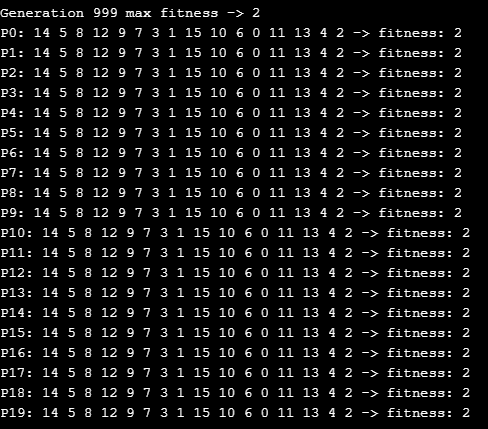 Generation 999 max fitness -> 2
P0: 14 5 8 12 9 7 3 1 15 10 6 0 11 13 4 2 -> fitness: 2
P1: 14 5 8 12 9 7 3 1 15 10 6 0 11 13 4 2 -> fitness: 2
P2: 14 5 8 12 9 7 3 1 15 10 6 0 11 13 4 2 -> fitness: 2
P3: 14 5 8 12 9 7 3 1 15 10 6 0 11 13 4 2 -> fitness: 2
P4: 14 5 8 12 9 7 3 1 15 10 6 0 11 13 4 2 -> fitness: 2
P5: 14 5 8 12 9 7 3 1 15 10 6 0 11 13 4 2 -> fitness: 2
P6: 14 5 8 12 9 7 3 1 15 10 6 0 11 13 4 2 -> fitness: 2
P7: 14 5 8 12 9 7 3 1 15 10 6 0 11 13 4 2 -> fitness: 2
P8: 14 5 8 12 9 7 3 1 15 10 6 0 11 13 4 2 -> fitness: 2
P9: 14 5 8 12 9 7 3 1 15 10 6 0 11 13 4 2 -> fitness: 2
P10: 14 5 8 12 9 7 3 1 15 10 6 0 11 13 4 2 -> fitness: 2
P11: 14 5 8 12 9 7 3 1 15 10 6 0 11 13 4 2 -> fitness: 2
P12: 14 5 8 12 9 7 3 1 15 10 6 0 11 13 4 2 -> fitness: 2
P13: 14 5 8 12 9 7 3 1 15 10 6 0 11 13 4 2 -> fitness: 2
P14: 14 5 8 12 9 7 3 1 15 10 6 0 11 13 4 2 -> fitness: 2
P15: 14 5 8 12 9 7 3 1 15 10 6 0 11 13 4 2 -> fitness: 2
P16: 14 5 8 12 9 7 3 1 15 10 6 0 11 13 4 2 -> fitness: 2
P17: 14 5 8 12 9 7 3 1 15 10 6 0 11 13 4 2 -> fitness: 2
P18: 14 5 8 12 9 7 3 1 15 10 6 0 11 13 4 2 -> fitness: 2
P19: 14 5 8 12 9 7 3 1 15 10 6 0 11 13 4 2 -> fitness: 2